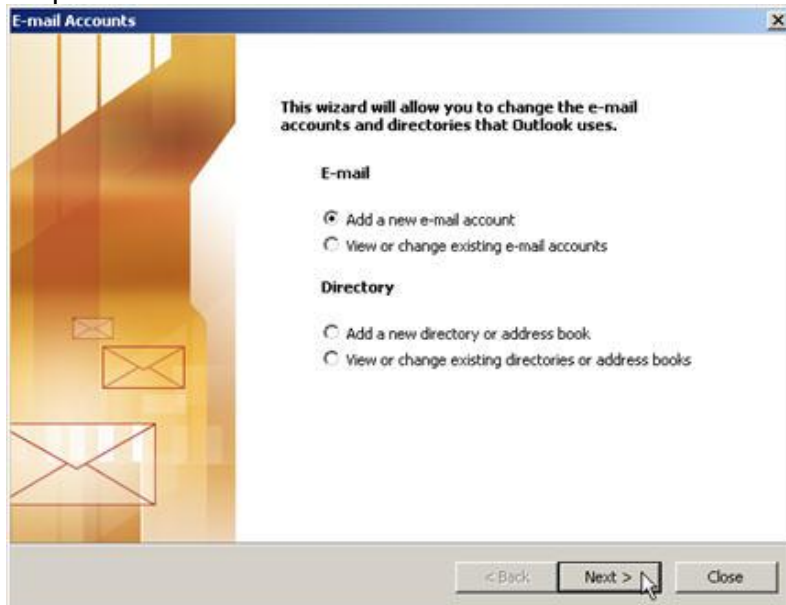 E-mail Accounts
This wizard will allow you to change the e-mail
accounts and directories that Outlook uses.
E-mail
Add a new e-mail account
View or change existing e-mail accounts
Directory
Add a new directory or address book
View or change existing directories or address books
< Back
Next >
Close